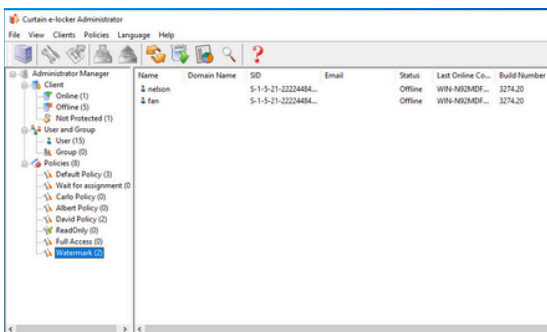 Curtain e-locker Administrator
File View Clients Policies Language Help
Administrator Manager
Client
Online (1)
Offline (5)
Not Protected (1)
User and Group
User (15)
Group (0)
Policies (8)
Default Policy (3)
Wait for assignment (0
Carlo Policy (0)
Albert Policy (0)
David Policy (2)
ReadOnly (0)
Full Access (0)
Watermark (2)
Name Domain Name SID Email Status Last Online Co... Build Number
nelson S-1-5-21-22224484... Offline WIN-N92MDF... 3274.20
fan S-1-5-21-22224484... Offline WIN-N92MDF... 3274.20